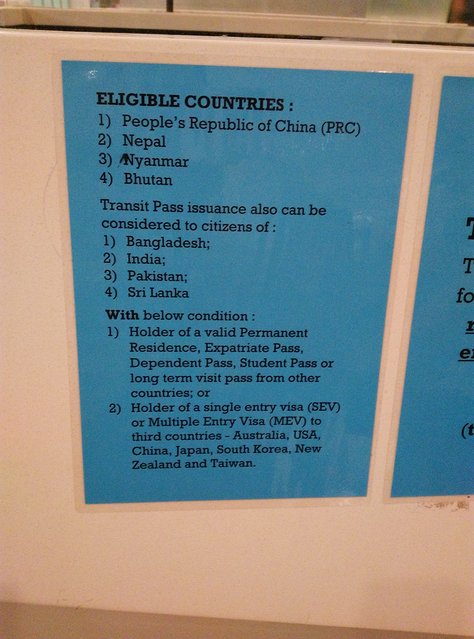 ELIGIBLE COUNTRIES :
1) People's Republic of China (PRC)
2) Nepal
3) Myanmar
4) Bhutan
Transit Pass issuance also can be
considered to citizens of :
1) Bangladesh;
2) India;
3) Pakistan;
4) Sri Lanka
With below condition :
1) Holder of a valid Permanent
Residence, Expatriate Pass,
Dependent Pass, Student Pass or
long term visit pass from other
countries; or
2) Holder of a single entry visa (SEV)
or Multiple Entry Visa (MEV) to
third countries - Australia, USA,
China, Japan, South Korea, New
Zealand and Taiwan.